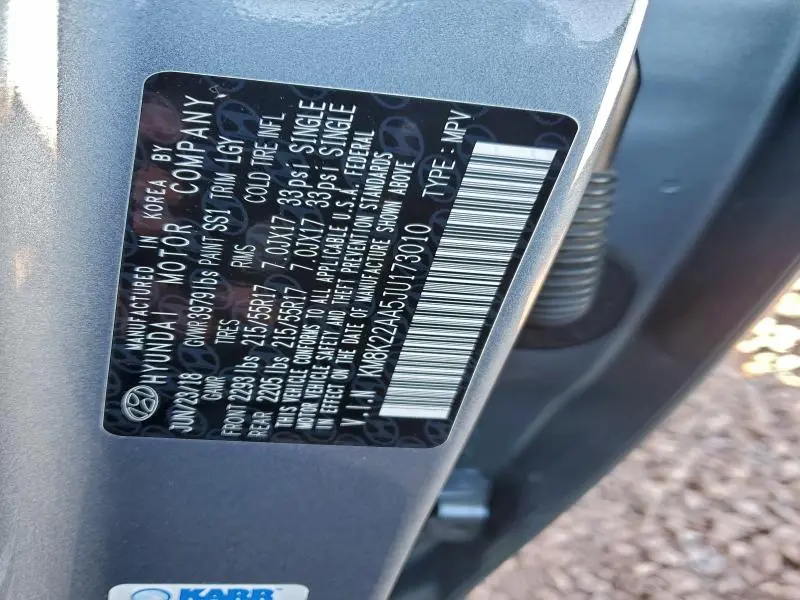 MANUFACTURED IN KOREA BY
HYUNDAI MOTOR COMPANY
JUN/29/18 GVWR 3979lbs PAINT SS1 TRIM LGY
GAWR TIRES RIMS COLD TIRE INFL
FRONT 2293 lbs 215/55R17 7.0JX17 33psi SINGLE
REAR 2205 lbs 215/55R17 7.0JX17 33psi SINGLE
THIS VEHICLE CONFORMS TO ALL APPLICABLE U.S.A. FEDERAL
MOTOR VEHICLE SAFETY AND THEFT PREVENTION STANDARDS
IN EFFECT ON THE DATE OF MANUFACTURE SHOWN ABOVE
V.I.N KM8K22AA5JU173010 TYPE : MPV
KARR